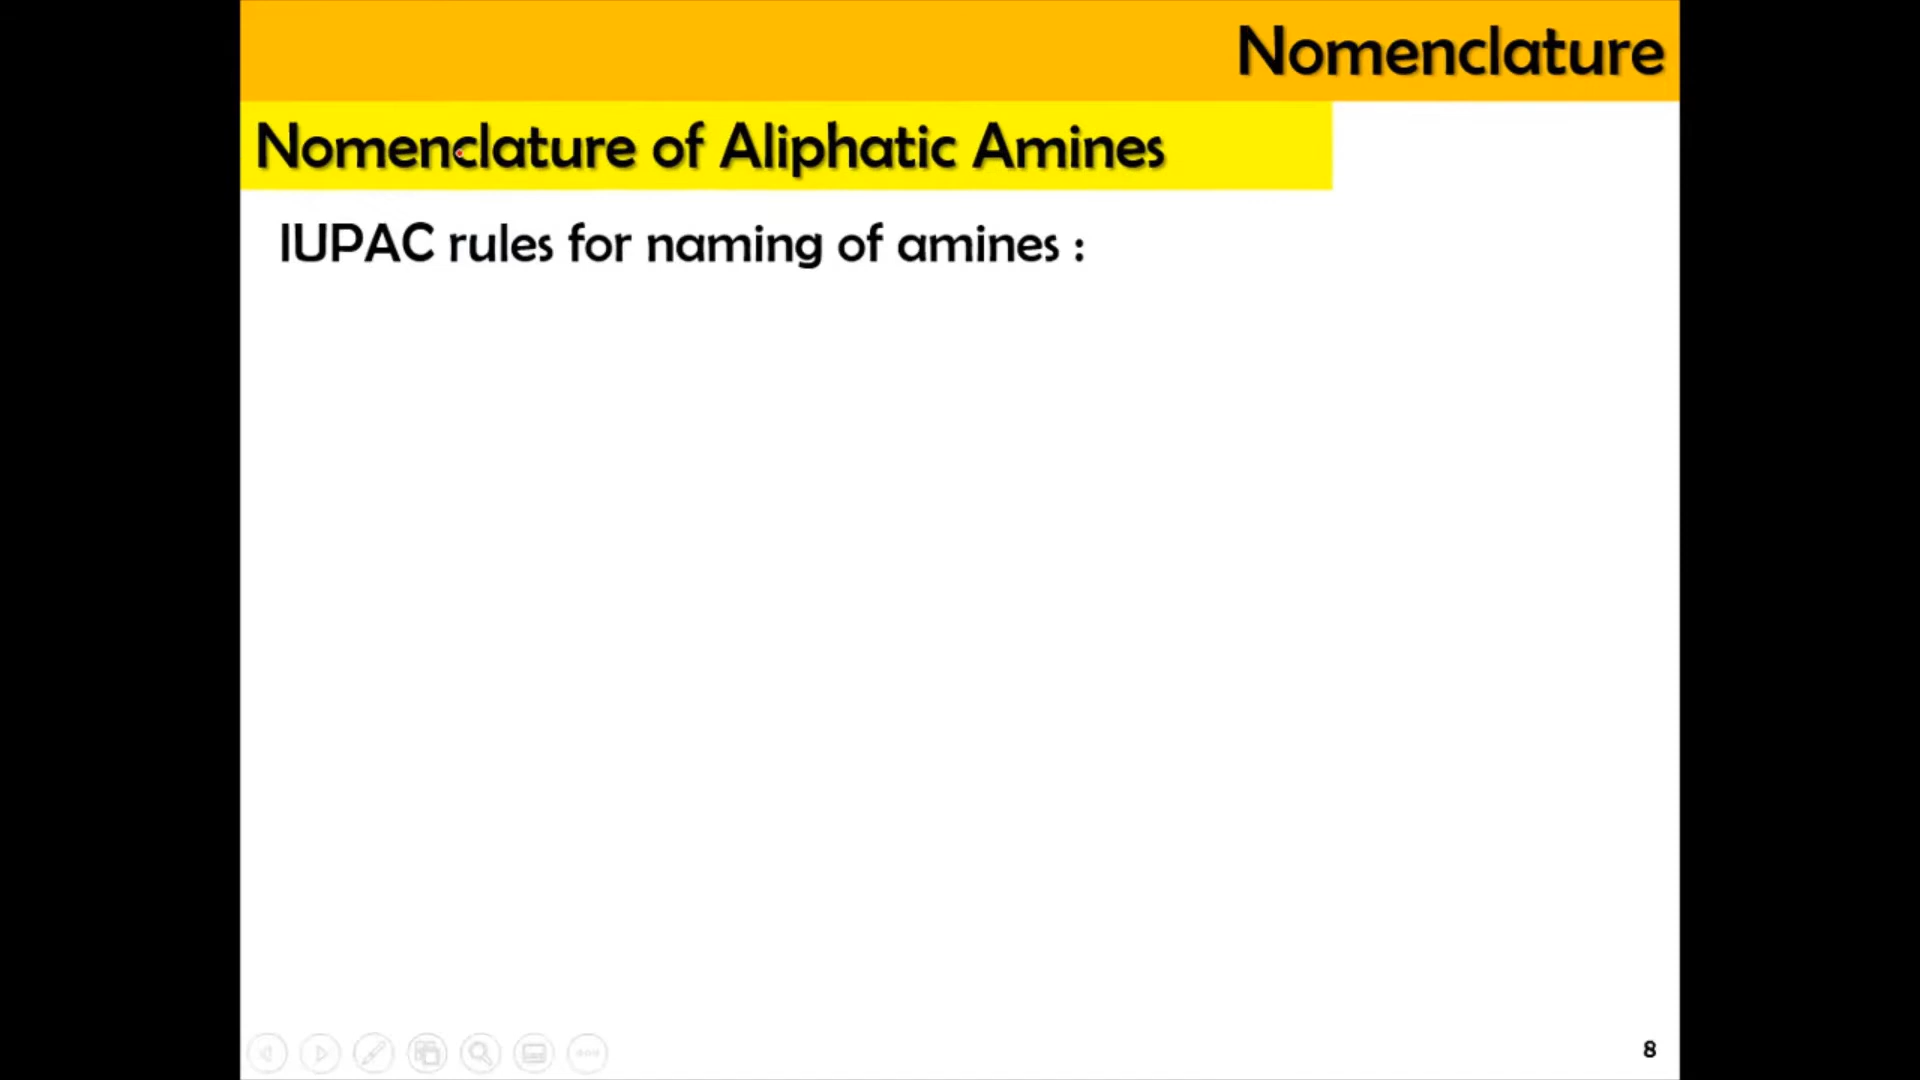 Nomenclature
Nomenclature of Aliphatic Amines
IUPAC rules for naming of amines :
8